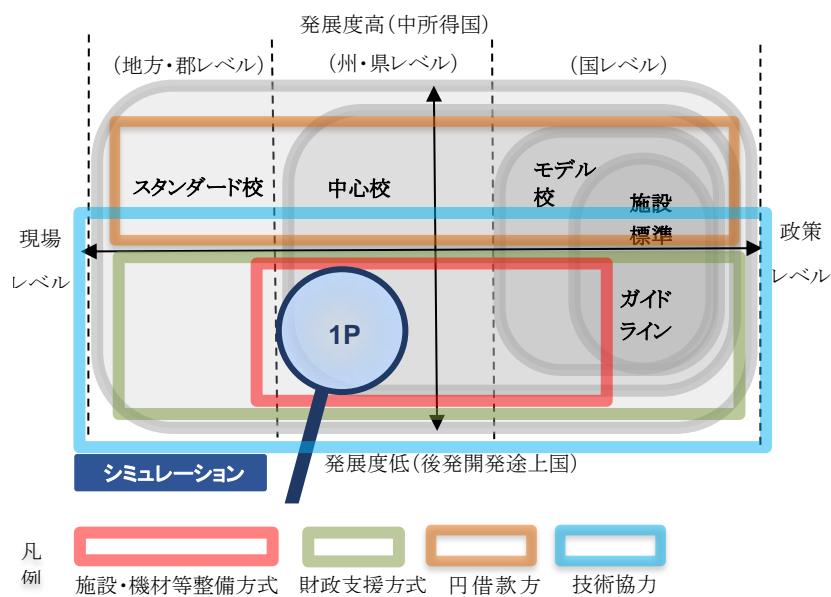 発展度高(中所得国)
(地方・郡レベル)
(州・県レベル)
(国レベル)
スタンダード校
中心校
モデル
校
施設
標準
現場
レベル
政策
レベル
ガイド
ライン
1P
シミュレーション
発展度低(後発開発途上国)
凡
例
施設・機材等整備方式
財政支援方式
円借款方
技術協力